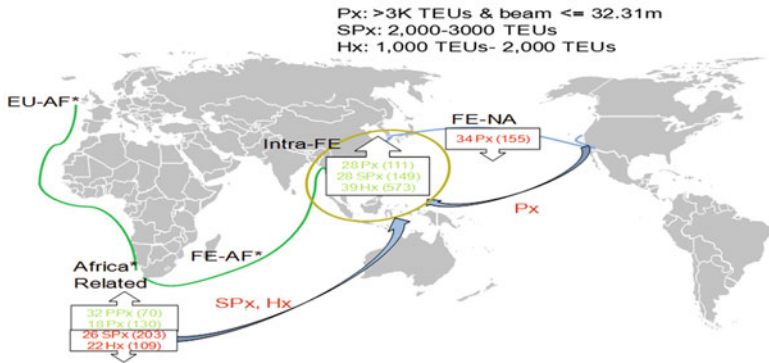 Px: >3K TEUs & beam <= 32.31m
SPx: 2,000-3000 TEUs
Hx: 1,000 TEUs- 2,000 TEUs
EU-AF*
FE-NA
34 Px (155)
Intra-FE
28 Px (111)
28 SPx (149)
39 Hx (573)
Px
FE-AF*
Africa*
Related
SPx, Hx
32 PPx (70)
18 Px (130)
26 SPx (203)
22 Hx (109)